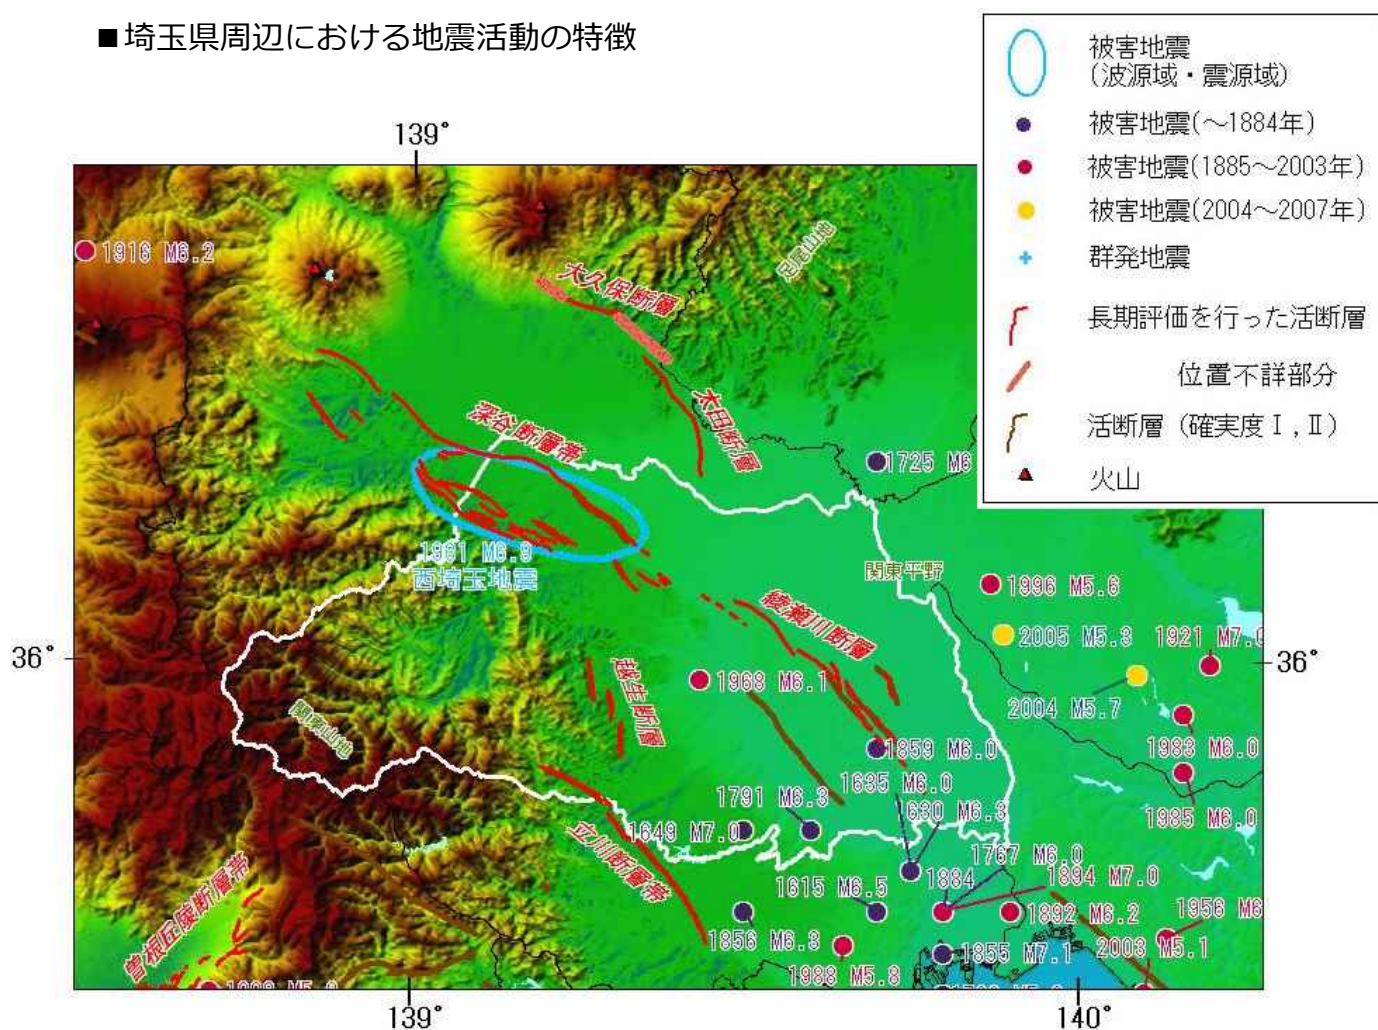 ■埼玉県周辺における地震活動の特徴
被害地震
(波源域・震源域)
被害地震(～1884年)
被害地震(1885～2003年)
被害地震(2004～2007年)
群発地震
長期評価を行った活断層
位置不詳部分
活断層（確実度Ⅰ,Ⅱ）
火山
139°
1916 M6.2
大久保断層
足尾山地
深谷断層帯
太田断層
1725 M6
1931 M6.9
西埼玉地震
関東平野
1996 M5.6
綾瀬川断層
2005 M5.3
1921 M7.0
36°
36°
越生断層
1968 M6.1
2004 M5.7
関東山地
1859 M6.0
1983 M6.0
1635 M6.0
1791 M6.3
630 M6.3
1985 M6.0
1649 M7.0
立川断層帯
1767 M6.0
1884
1894 M7.0
曽根丘陵断層帯
1615 M6.5
1892 M6.2
1956 M6
1856 M6.3
1855 M7.1
2003 M5.1
1988 M5.8
139°
140°